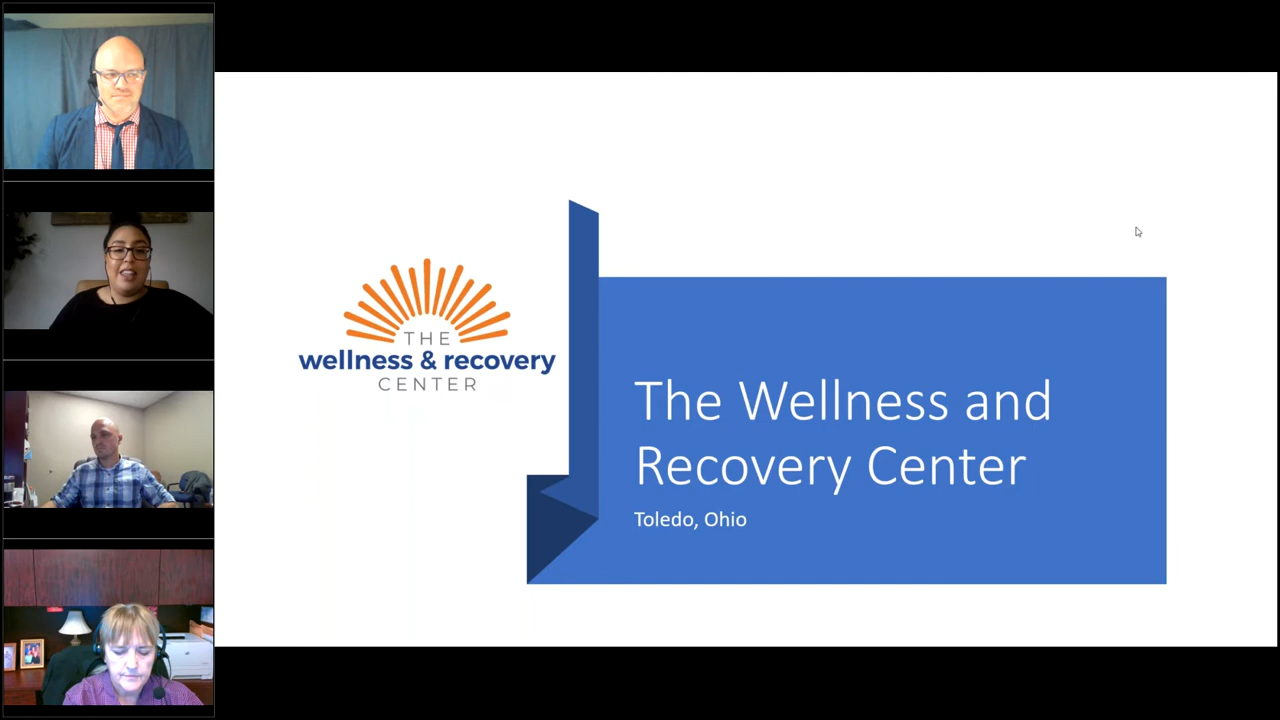 THE
wellness & recovery
CENTER
The Wellness and
Recovery Center
Toledo, Ohio